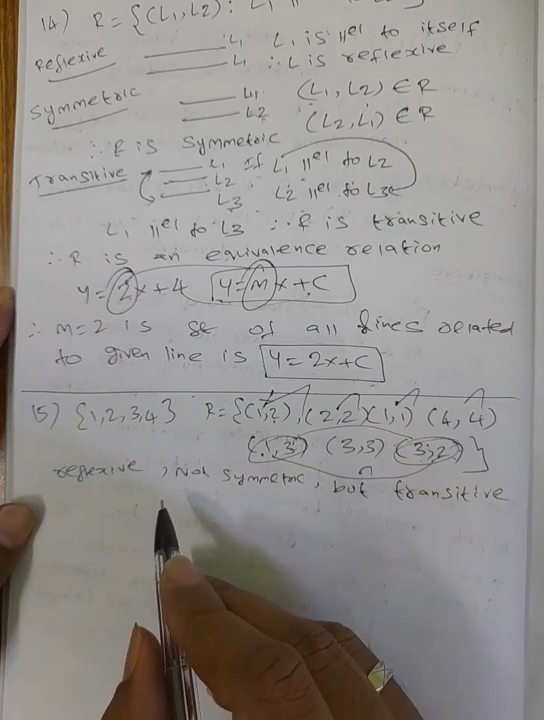 14) R = {(L1, L2) : L1 ||
Reflexive L1 L1 is ||el to itself
L1 ∴ L is reflexive
Symmetric L1 (L1, L2) ∈ R
L2 (L2, L1) ∈ R
∴ R is Symmetric
Transitive L1 If L1 ||el to L2
L2 L2 ||el to L3
L3
L1 ||el to L3 ∴ R is transitive
∴ R is an equivalence relation
y = 2x + 4 y = mx + c
∴ m = 2 is se of all lines related
to given line is y = 2x + c
15) {1,2,3,4} R = {(1,2), (2,2) (1,1) (4,4)
(1,3) (3,3) (3,2)}
reflexive, Not symmetric, but transitive